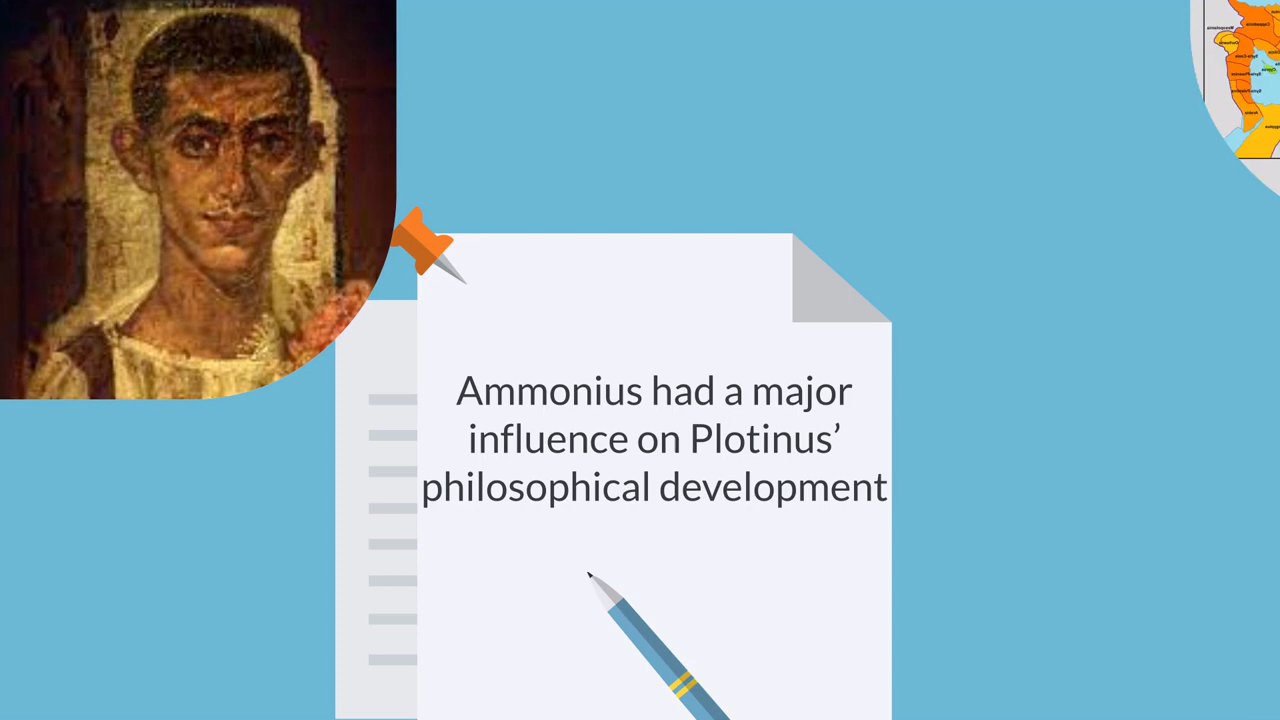 Ammonius had a major
influence on Plotinus’
philosophical development